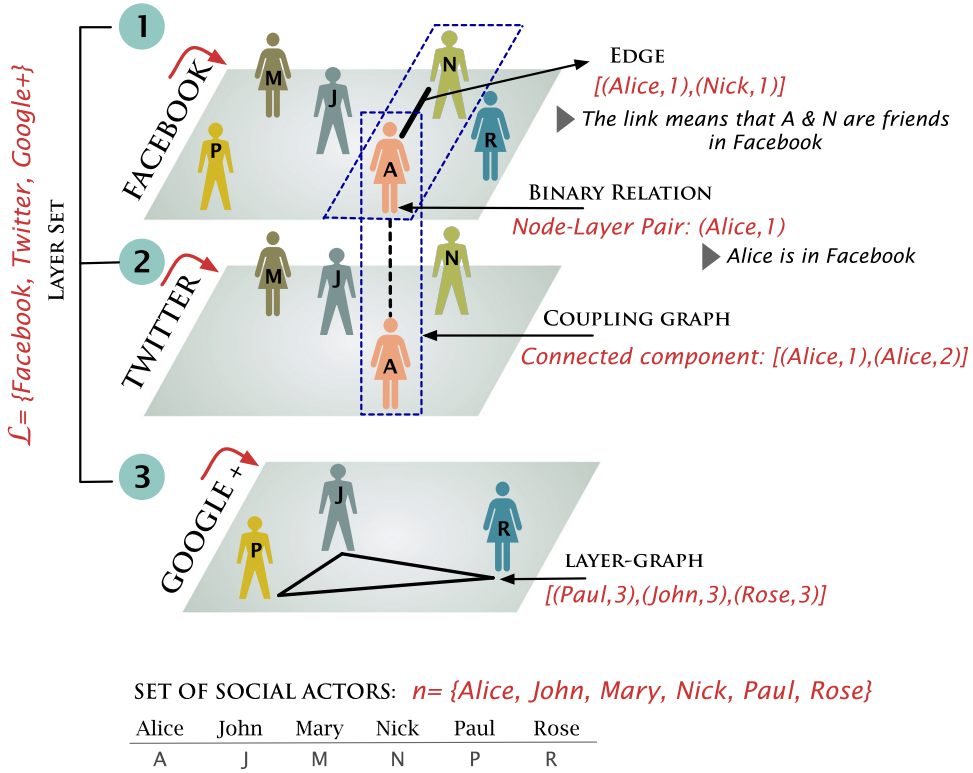 ℒ= {Facebook, Twitter, Google+}
LAYER SET
1
FACEBOOK
M
J
N
P
A
R
EDGE
[(Alice,1),(Nick,1)]
The link means that A & N are friends
in Facebook
BINARY RELATION
Node-Layer Pair: (Alice,1)
Alice is in Facebook
2
TWITTER
M
J
N
A
COUPLING GRAPH
Connected component: [(Alice,1),(Alice,2)]
3
GOOGLE +
J
P
R
LAYER-GRAPH
[(Paul,3),(John,3),(Rose,3)]
SET OF SOCIAL ACTORS: n= {Alice, John, Mary, Nick, Paul, Rose}
Alice John Mary Nick Paul Rose
A J M N P R